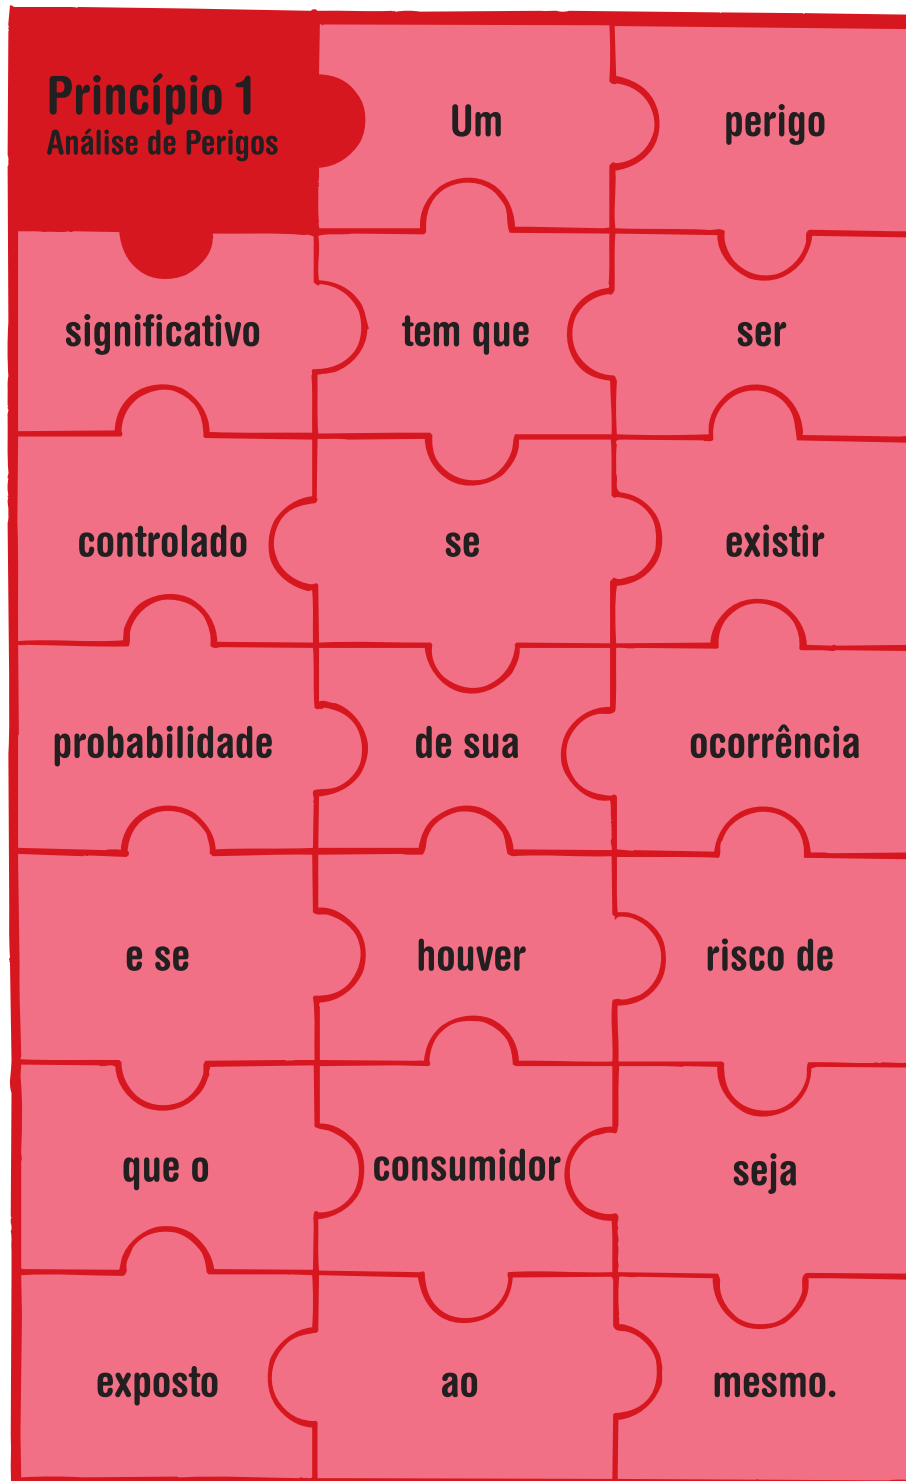 Princípio 1
Análise de Perigos
Um
perigo
significativo
tem que
ser
controlado
se
existir
probabilidade
de sua
ocorrência
e se
houver
risco de
que o
consumidor
seja
exposto
ao
mesmo.